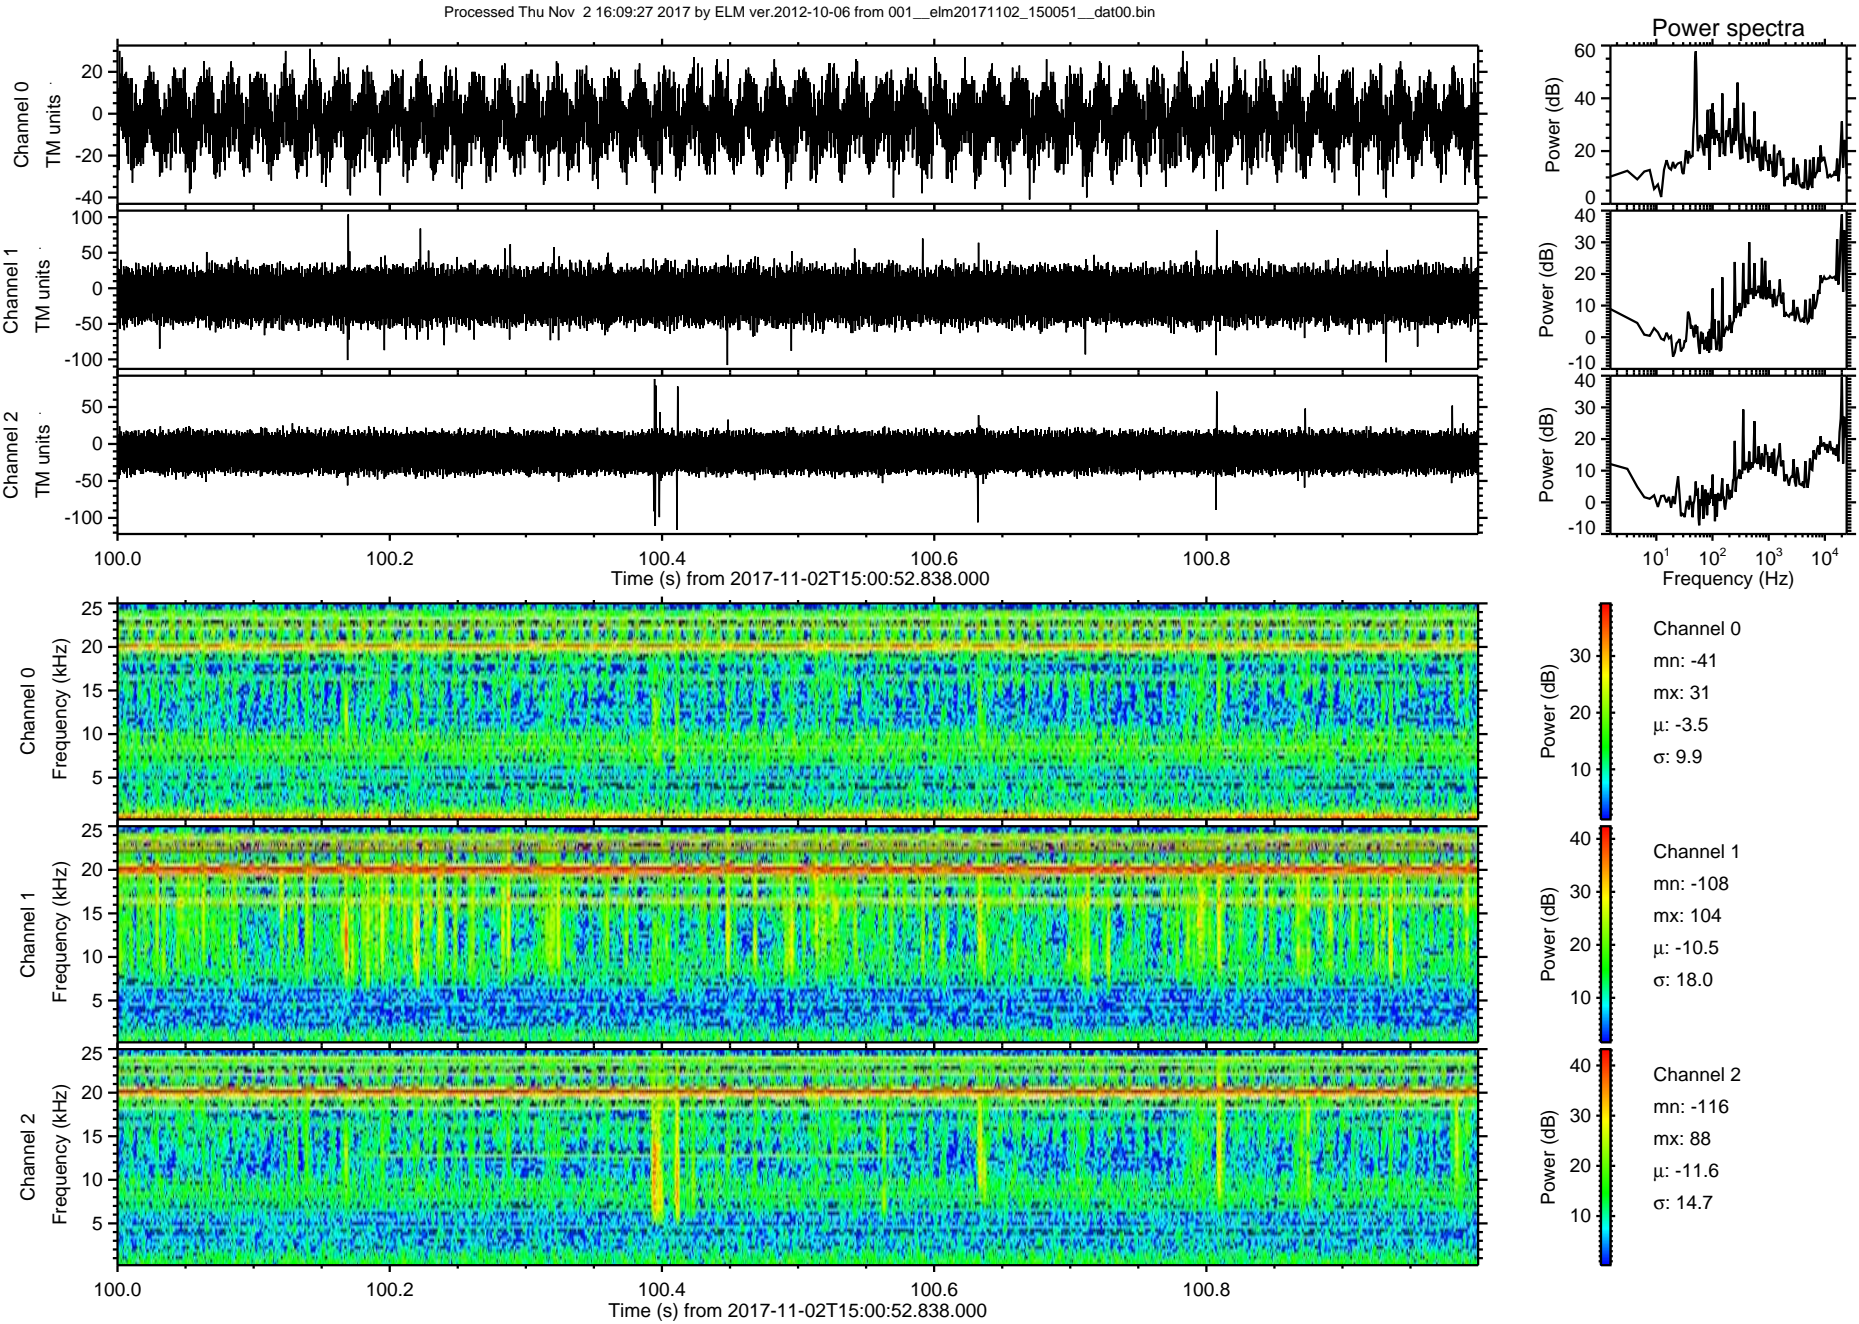 Processed Thu Nov  2 16:09:27 2017 by ELM ver.2012-10-06 from 001__elm20171102_150051__dat00.bin
Power spectra
Channel 0
TM units
20
0
-20
-40
Power (dB)
60
40
20
0
Channel 1
TM units
100
50
0
-50
-100
Power (dB)
40
30
20
10
0
-10
Channel 2
TM units
50
0
-50
-100
Power (dB)
40
30
20
10
0
-10
100.0 100.2 100.4 100.6 100.8
Time (s) from 2017-11-02T15:00:52.838.000
10¹ 10² 10³ 10⁴
Frequency (Hz)
Channel 0
Frequency (kHz)
25
20
15
10
5
Power (dB)
30
20
10
Channel 0
mn: -41
mx: 31
μ: -3.5
σ: 9.9
Channel 1
Frequency (kHz)
25
20
15
10
5
Power (dB)
40
30
20
10
Channel 1
mn: -108
mx: 104
μ: -10.5
σ: 18.0
Channel 2
Frequency (kHz)
25
20
15
10
5
Power (dB)
40
30
20
10
Channel 2
mn: -116
mx: 88
μ: -11.6
σ: 14.7
100.0 100.2 100.4 100.6 100.8
Time (s) from 2017-11-02T15:00:52.838.000